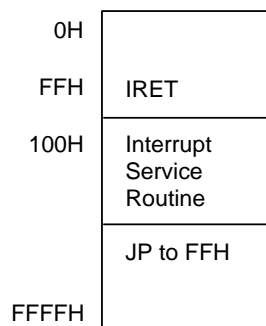 0H
FFH IRET
100H Interrupt
Service
Routine
JP to FFH
FFFFH